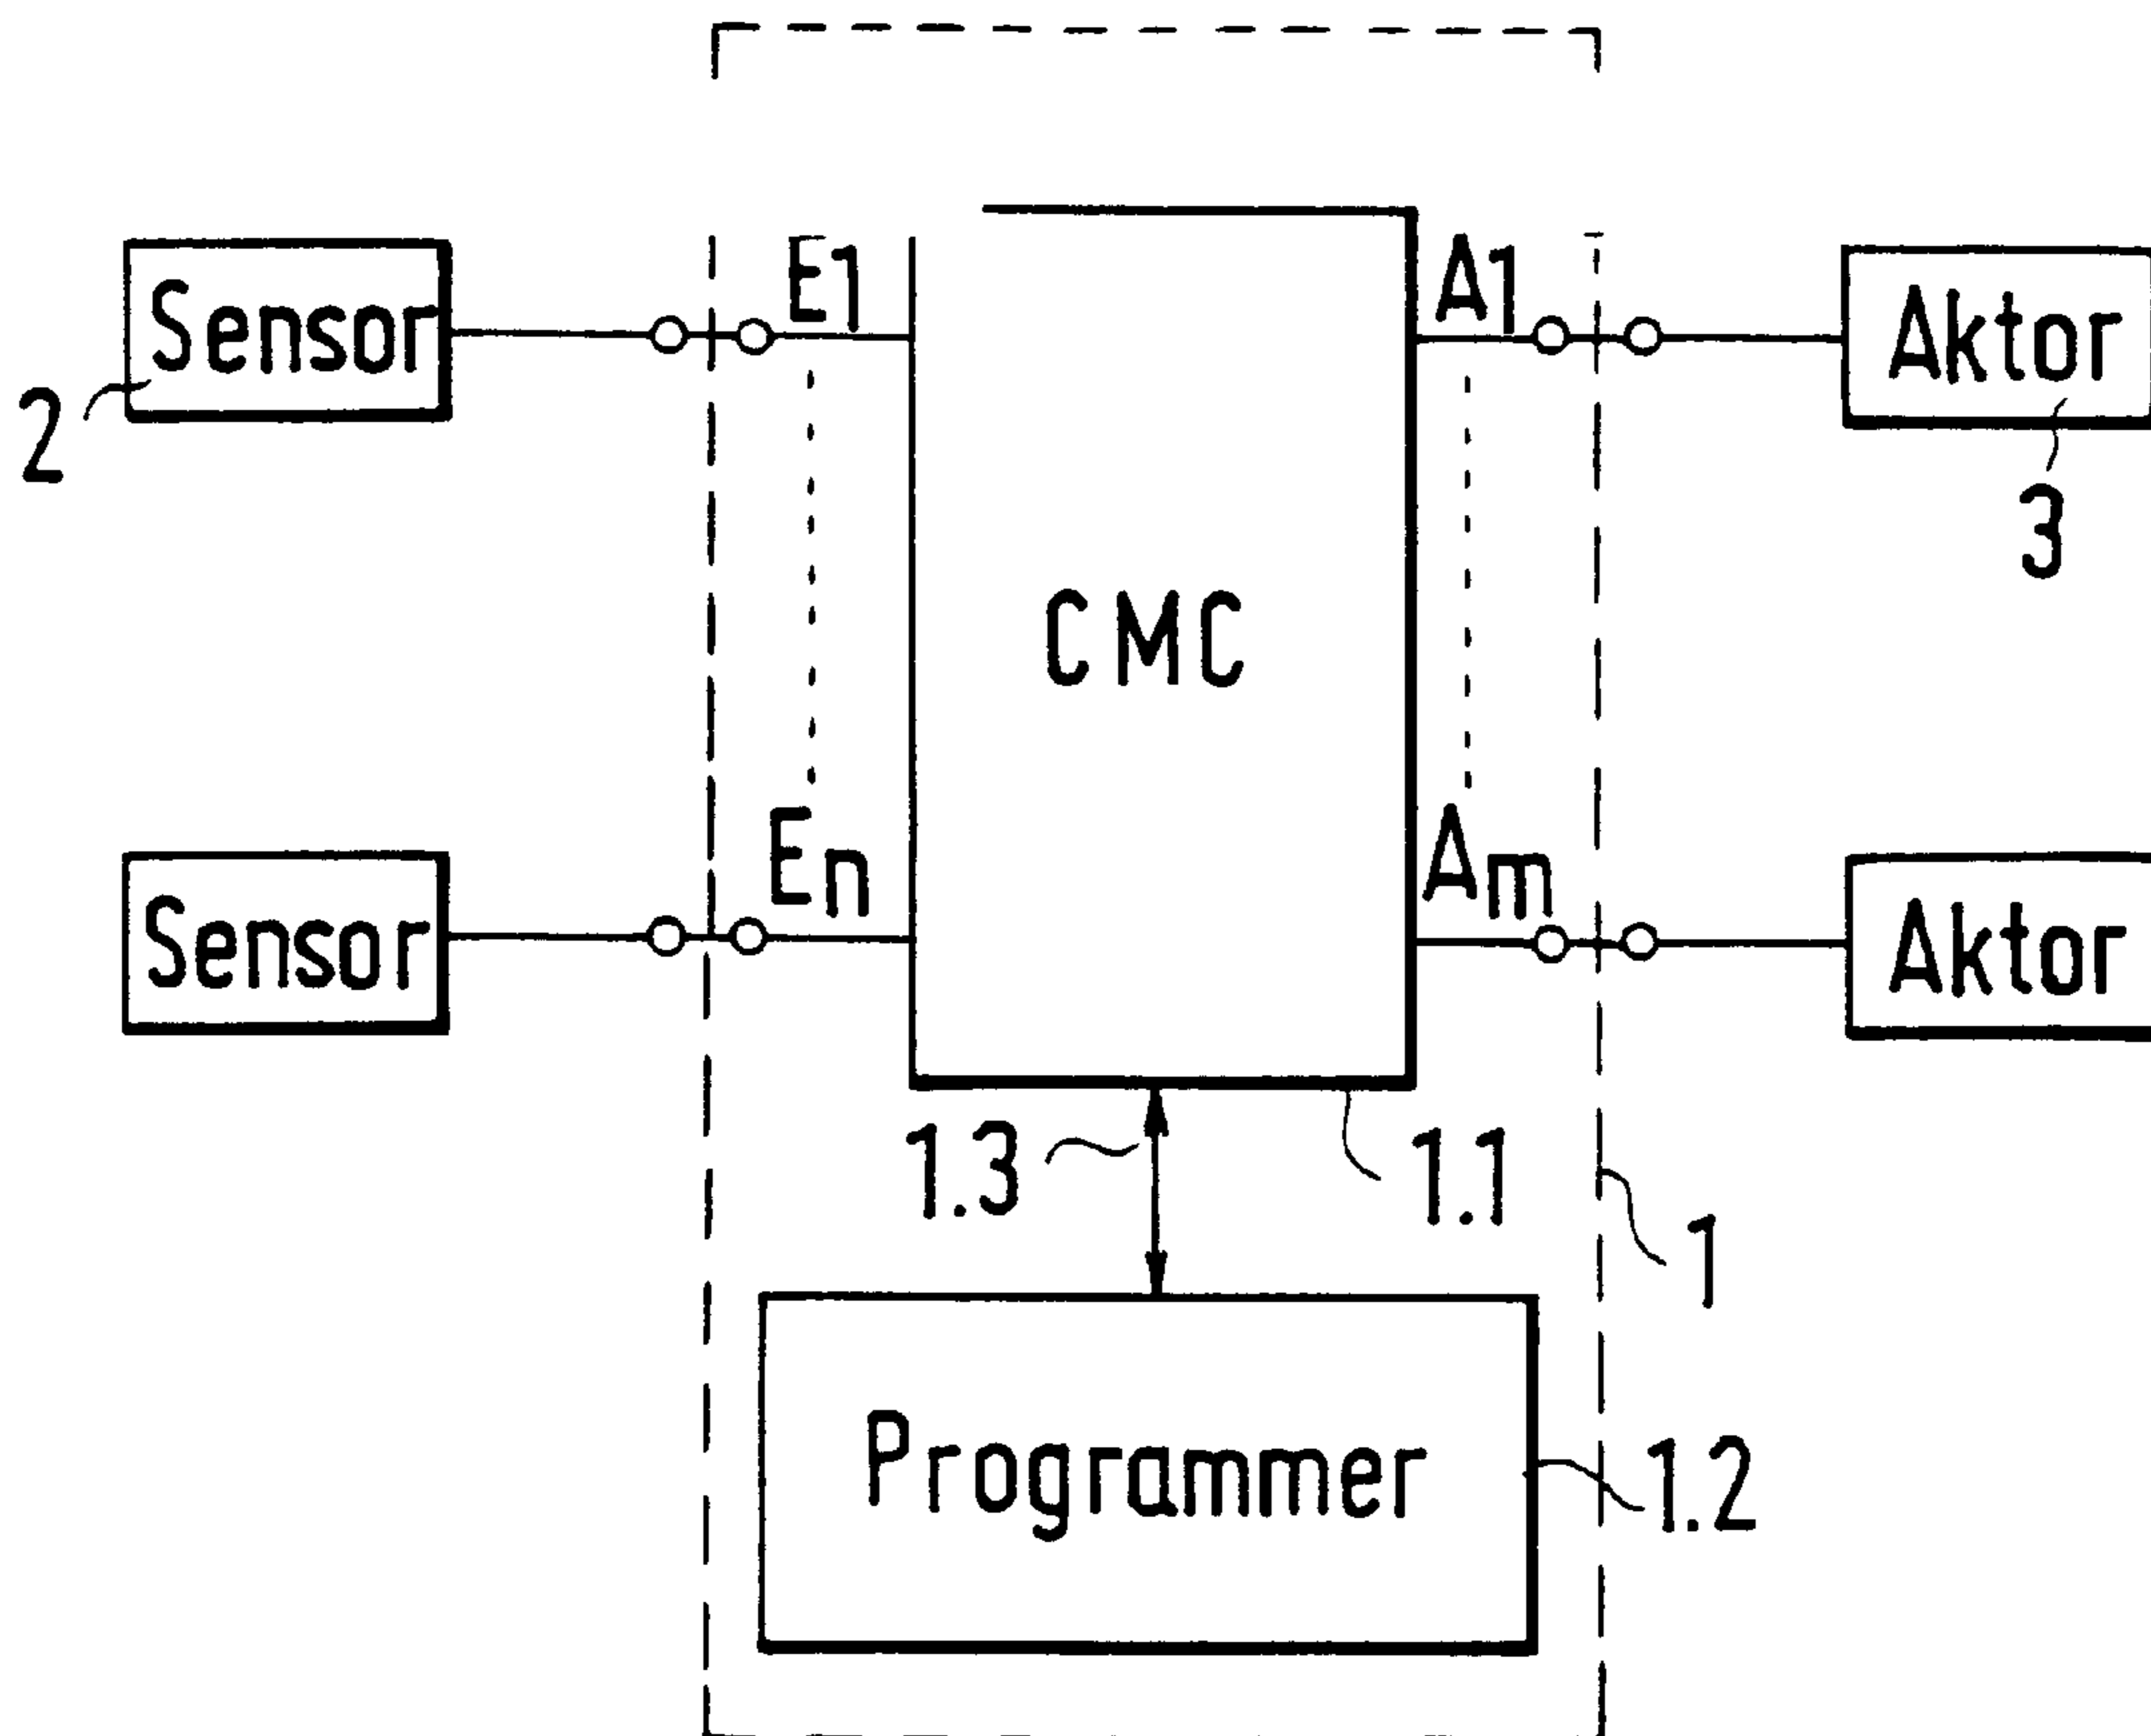 E1
A1
Sensor
Aktor
2
3
CMC
En
Am
Sensor
Aktor
1.3
1.1
1
Programmer
1.2